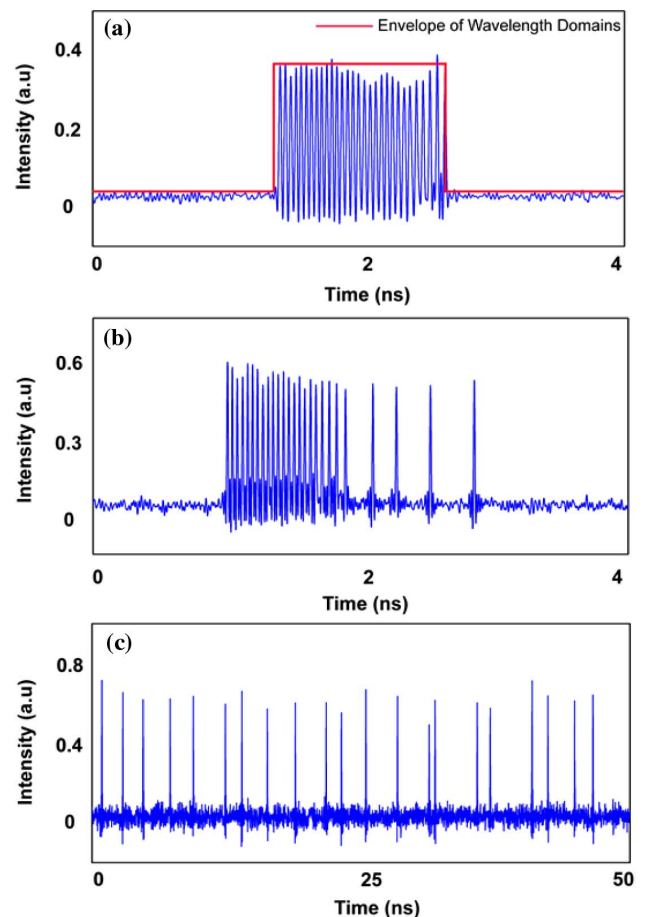 (a)
Envelope of Wavelength Domains
0.4
0.2
0
Intensity (a.u)
0 2 4
Time (ns)
(b)
0.6
0.3
0
Intensity (a.u)
0 2 4
Time (ns)
(c)
0.8
0.4
0
Intensity (a.u)
0 25 50
Time (ns)